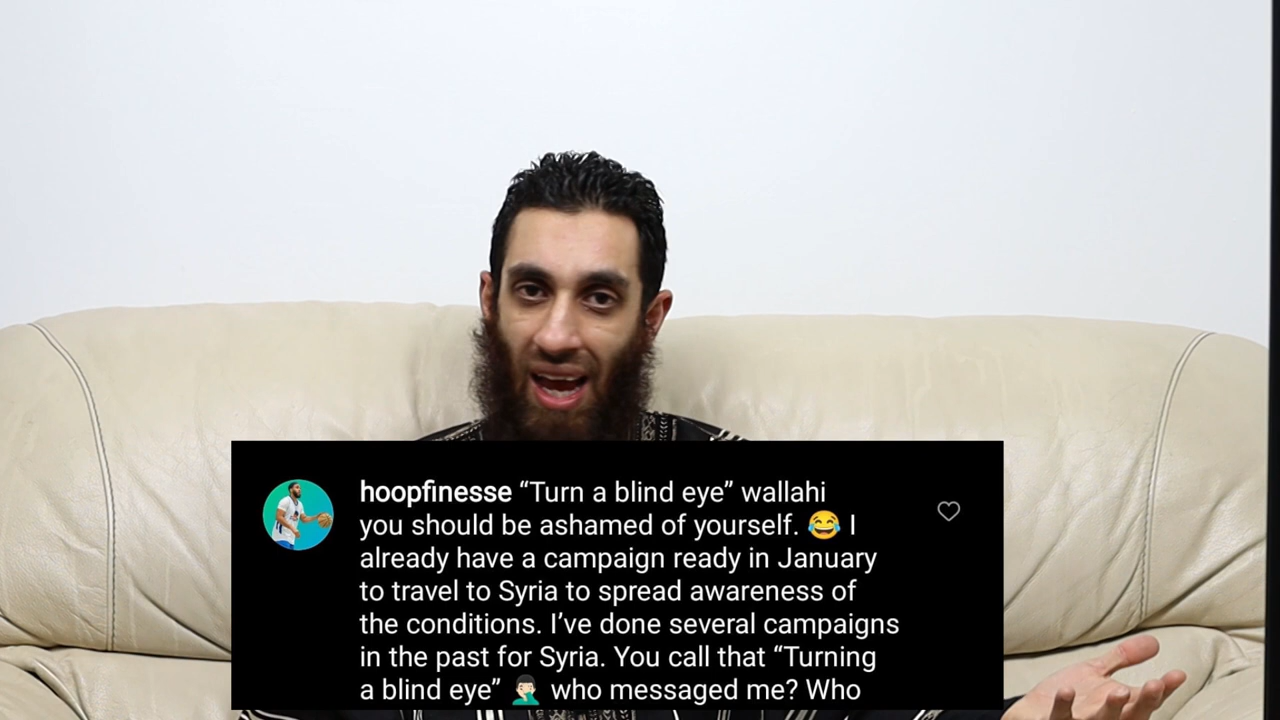 hoopfinesse “Turn a blind eye” wallahi
you should be ashamed of yourself. 😂 I
already have a campaign ready in January
to travel to Syria to spread awareness of
the conditions. I’ve done several campaigns
in the past for Syria. You call that “Turning
a blind eye” 🤦🏻‍♂️ who messaged me? Who